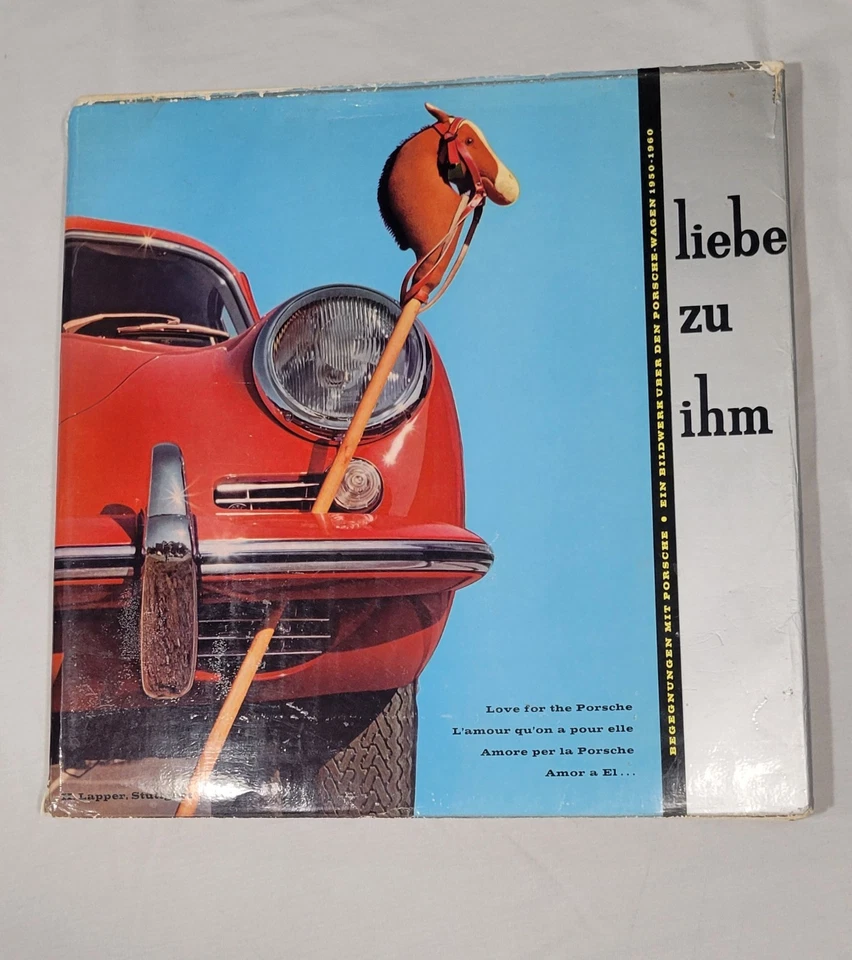 liebe
zu
ihm
BEGEGNUNGEN MIT PORSCHE • EIN BILDWERK ÜBER DEN PORSCHE-WAGEN 1950-1960
Love for the Porsche
L'amour qu'on a pour elle
Amore per la Porsche
Amor a El...
Lapper, Stuttgart